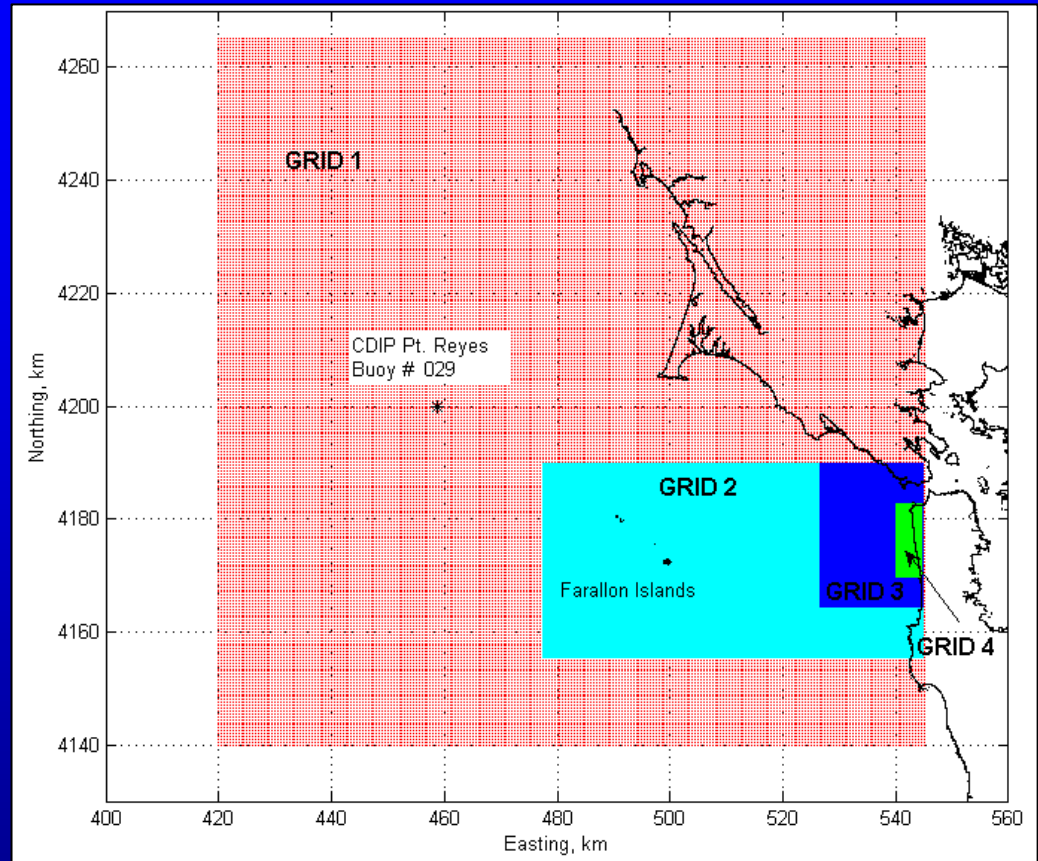 4260
4240
4220
4200
4180
4160
4140
Northing, km
GRID 1
CDIP Pt. Reyes
Buoy # 029
GRID 2
Farallon Islands
GRID 3
GRID 4
400 420 440 460 480 500 520 540 560
Easting, km